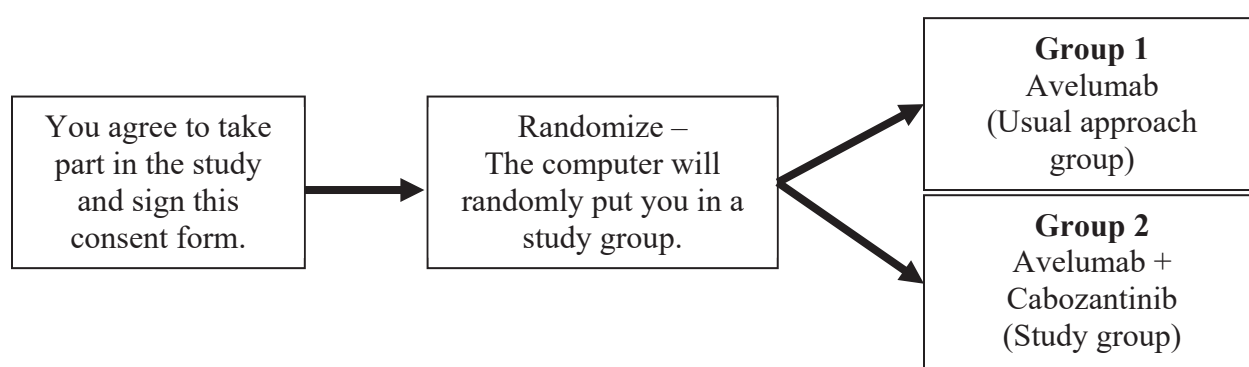 You agree to take
part in the study
and sign this
consent form.
Randomize –
The computer will
randomly put you in a
study group.
Group 1
Avelumab
(Usual approach
group)
Group 2
Avelumab +
Cabozantinib
(Study group)